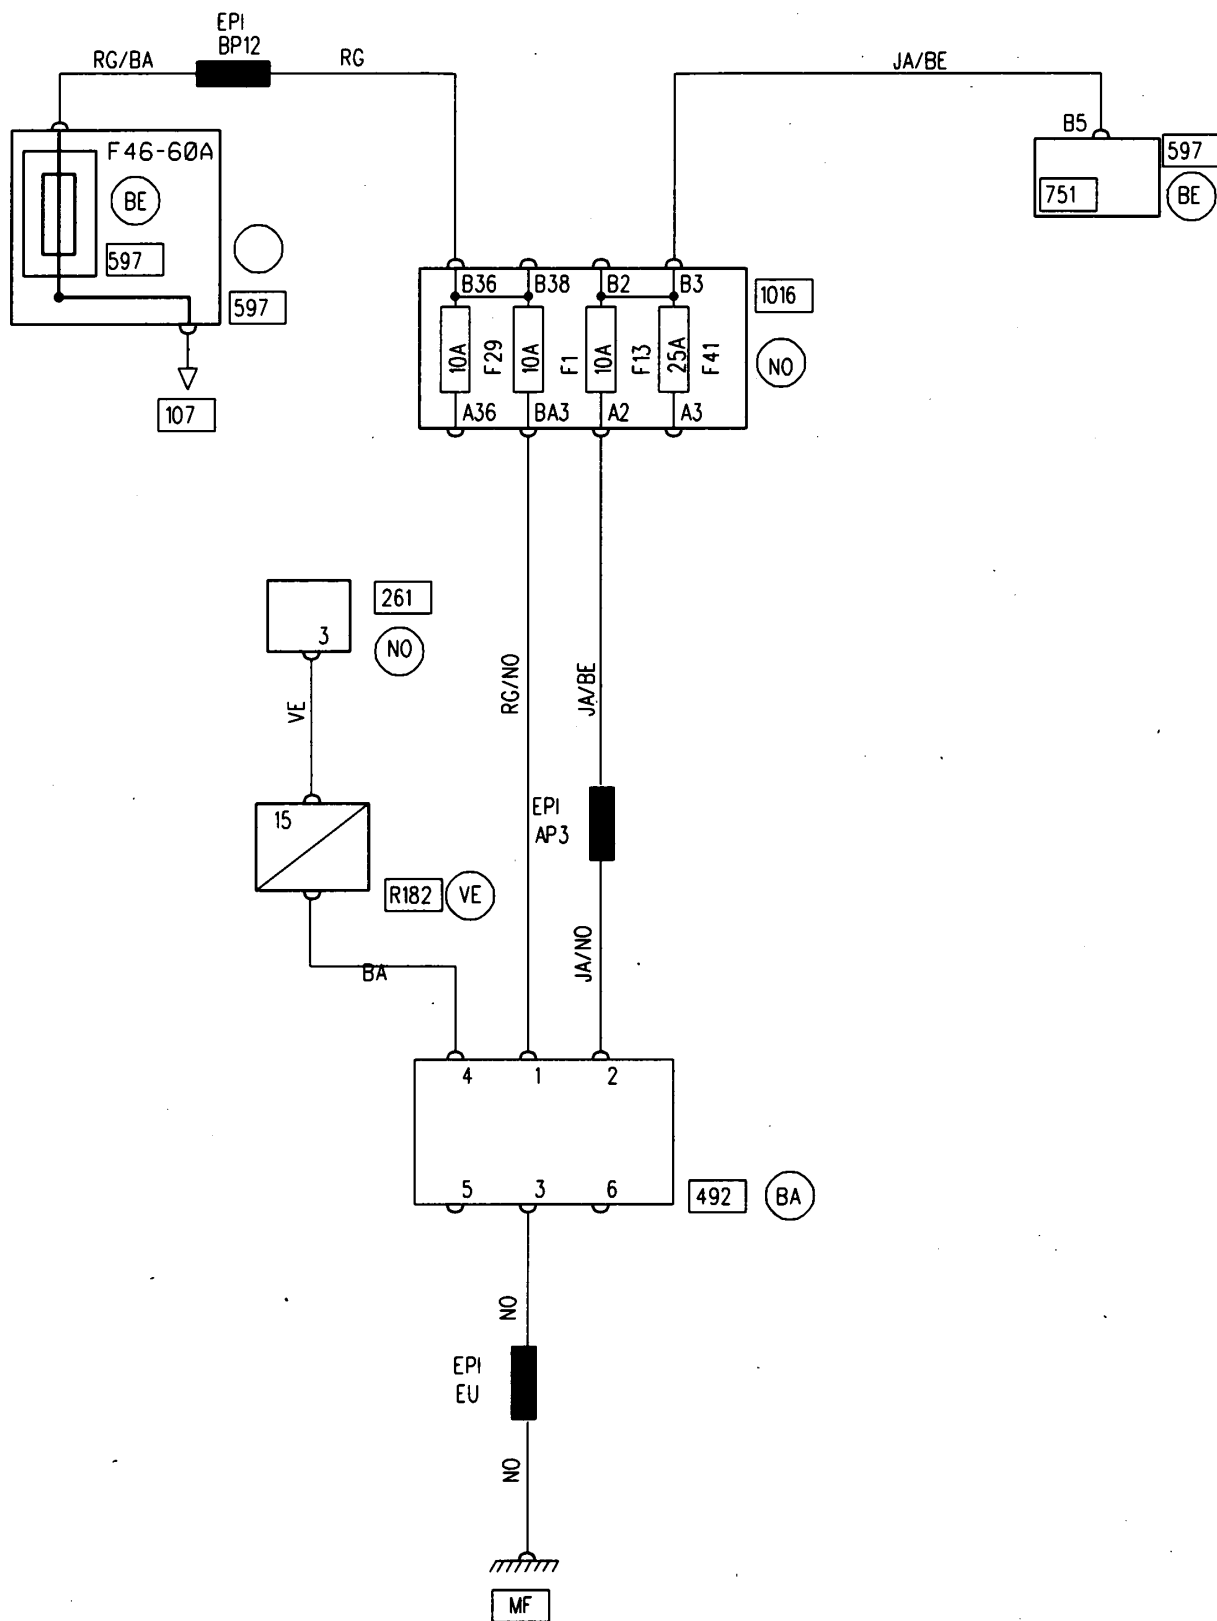 EPI
BP12
RG/BA
RG
JA/BE
F46-60A
BE
597
597
107
B5
597
751
BE
B36
B38
B2
B3
1016
10A
F29
10A
F1
10A
F13
25A
F41
NO
A36
BA3
A2
A3
261
3
NO
VE
RG/NO
JA/BE
15
EPI
AP3
R182
VE
BA
JA/NO
4
1
2
5
3
6
492
BA
NO
EPI
EU
NO
MF